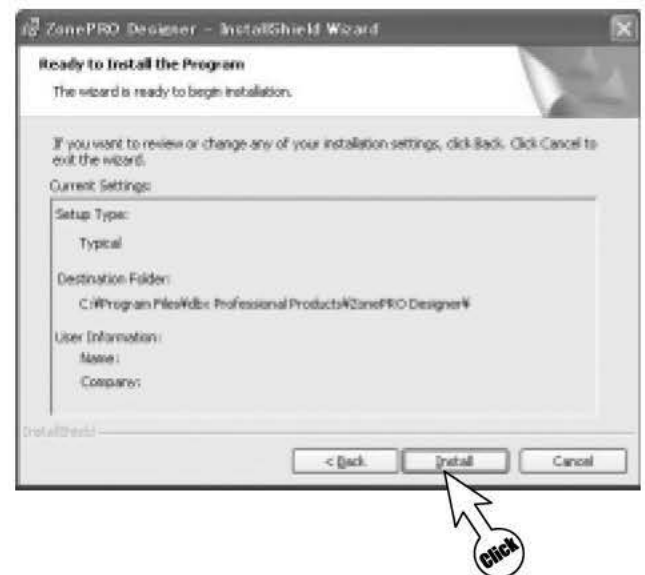 ZonePRO Designer - InstallShield Wizard
Ready to Install the Program
The wizard is ready to begin installation.
If you want to review or change any of your installation settings, click Back. Click Cancel to
exit the wizard.
Current Settings:
Setup Type:
Typical
Destination Folder:
C:¥Program Files¥dbx Professional Products¥ZonePRO Designer¥
User Information:
Name:
Company:
InstallShield
< Back
Install
Cancel
Click